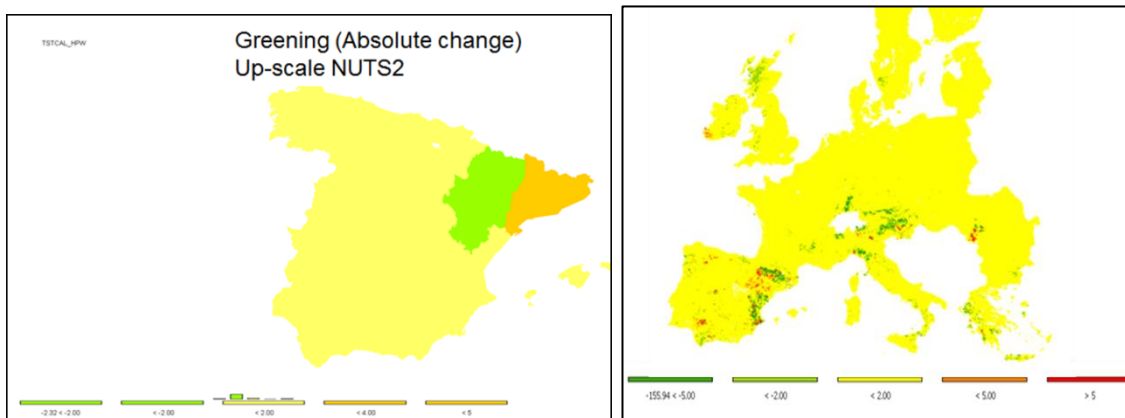 TSTCAL_HPW
Greening (Absolute change)
Up-scale NUTS2
-2.02 < -2.00
< -2.00
< 2.00
< 4.00
< 5
-155.94 < -5.00
< -2.00
< 2.00
< 5.00
> 5